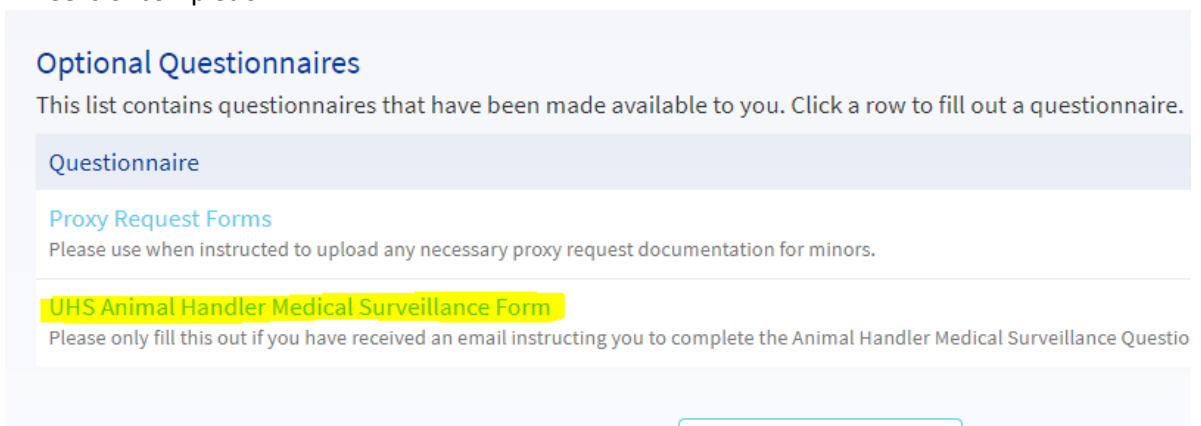 Optional Questionnaires
This list contains questionnaires that have been made available to you. Click a row to fill out a questionnaire.
Questionnaire
Proxy Request Forms
Please use when instructed to upload any necessary proxy request documentation for minors.
UHS Animal Handler Medical Surveillance Form
Please only fill this out if you have received an email instructing you to complete the Animal Handler Medical Surveillance Questio